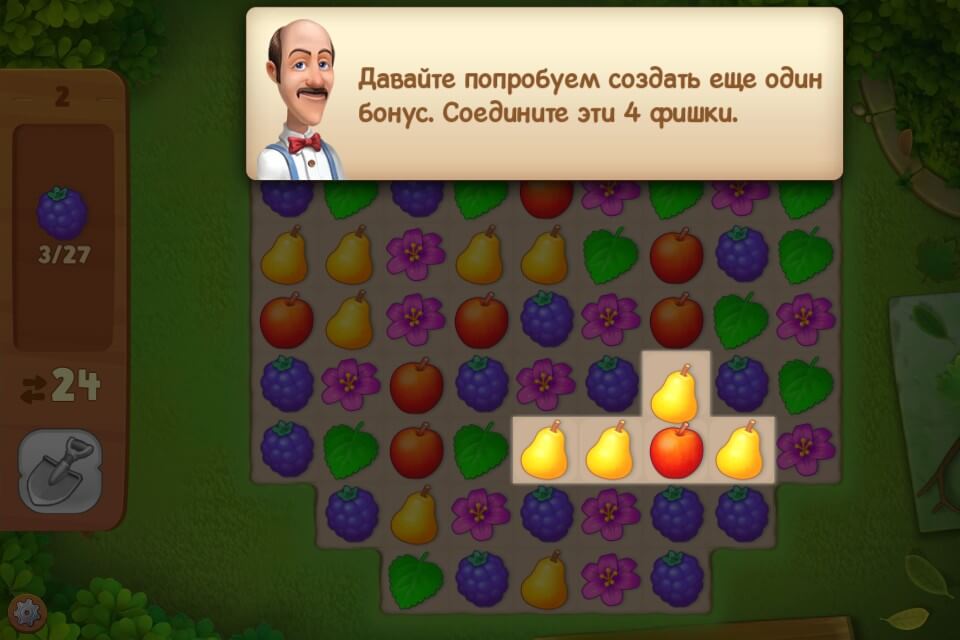 Давайте попробуем создать еще один
бонус. Соедините эти 4 фишки.
2
3/27
24